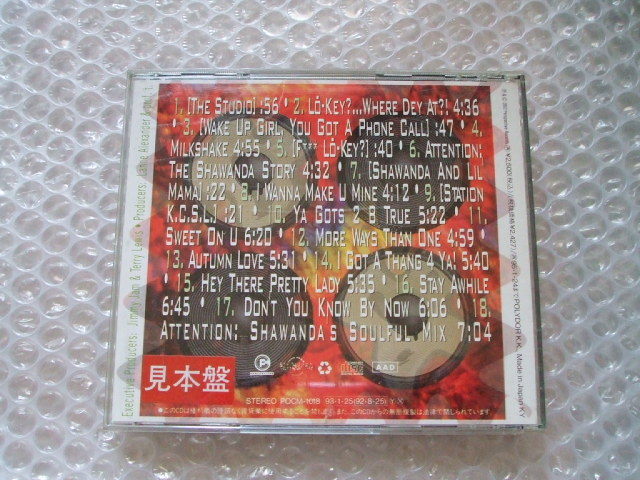 1. [The Studio] :56 • 2. Lō-Key?...Where Dey At?! 4:36
• 3. [Wake Up Girl, You Got A Phone Call] :47 • 4.
Milkshake 4:55 • 5. [F*** Lō-Key?] :40 • 6. Attention:
The Shawanda Story 4:32 • 7. [Shawanda And Lil
Mama] :22 • 8. I Wanna Make U Mine 4:12 • 9. [Station
K.G.S.L.] :21 • 10. Ya Gots 2 B True 5:22 • 11.
Sweet On U 6:20 • 12. More Ways Than One 4:59 •
13. Autumn Love 5:31 • 14. I Got A Thang 4 Ya! 5:40
• 15. Hey There Pretty Lady 5:35 • 16. Stay Awhile
6:45 • 17. Don't You Know By Now 6:06 • 18.
Attention: Shawanda's Soulful Mix 7:04
Executive Producers: Jimmy Jam & Terry Lewis • Producers:
Alexander
POLYDOR K.K. Made in Japan
見本盤
AAD
STEREO POCM-1018 93・1・25(92・8・25)